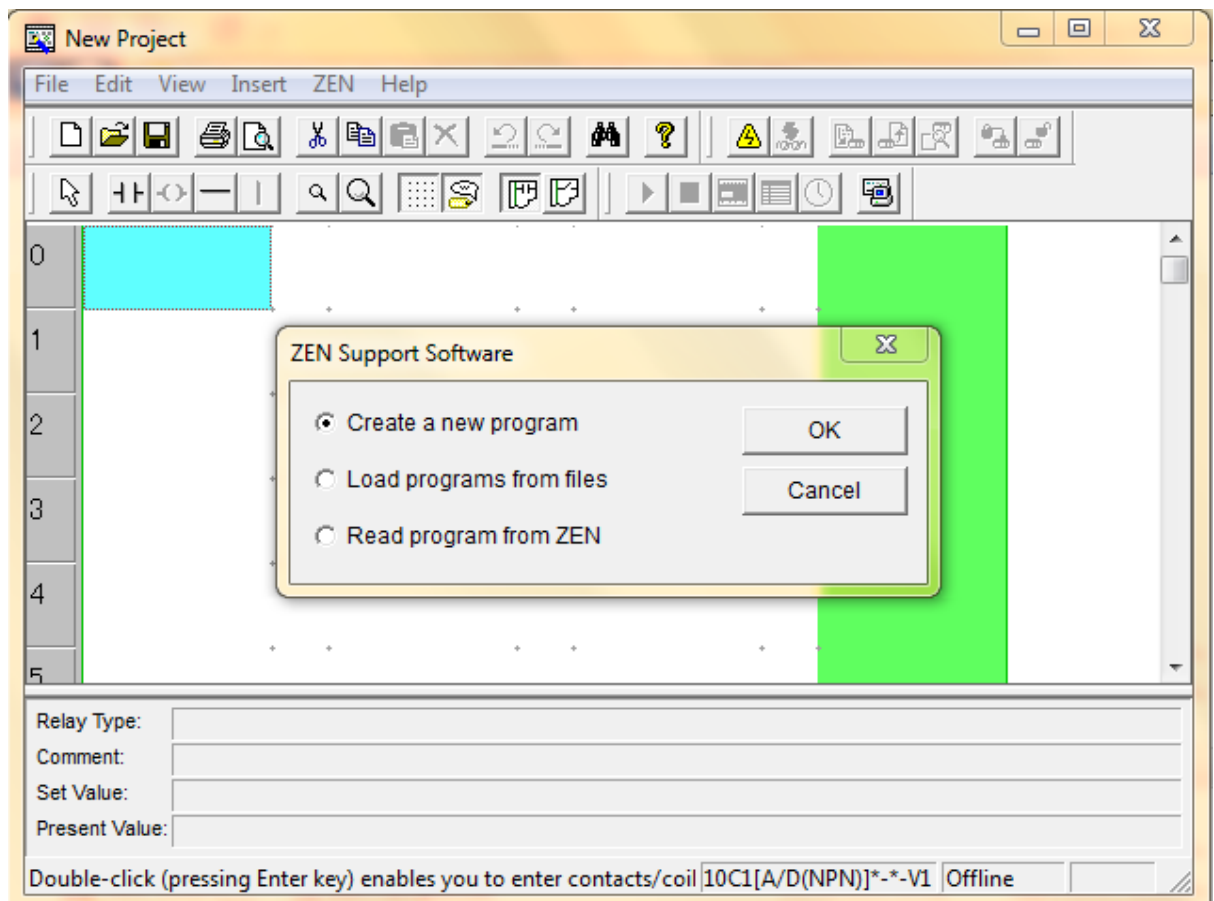 New Project
File Edit View Insert ZEN Help
0
1
2
3
4
5
ZEN Support Software
Create a new program
Load programs from files
Read program from ZEN
OK
Cancel
Relay Type:
Comment:
Set Value:
Present Value:
Double-click (pressing Enter key) enables you to enter contacts/coil 10C1[A/D(NPN)]*-*-V1 Offline